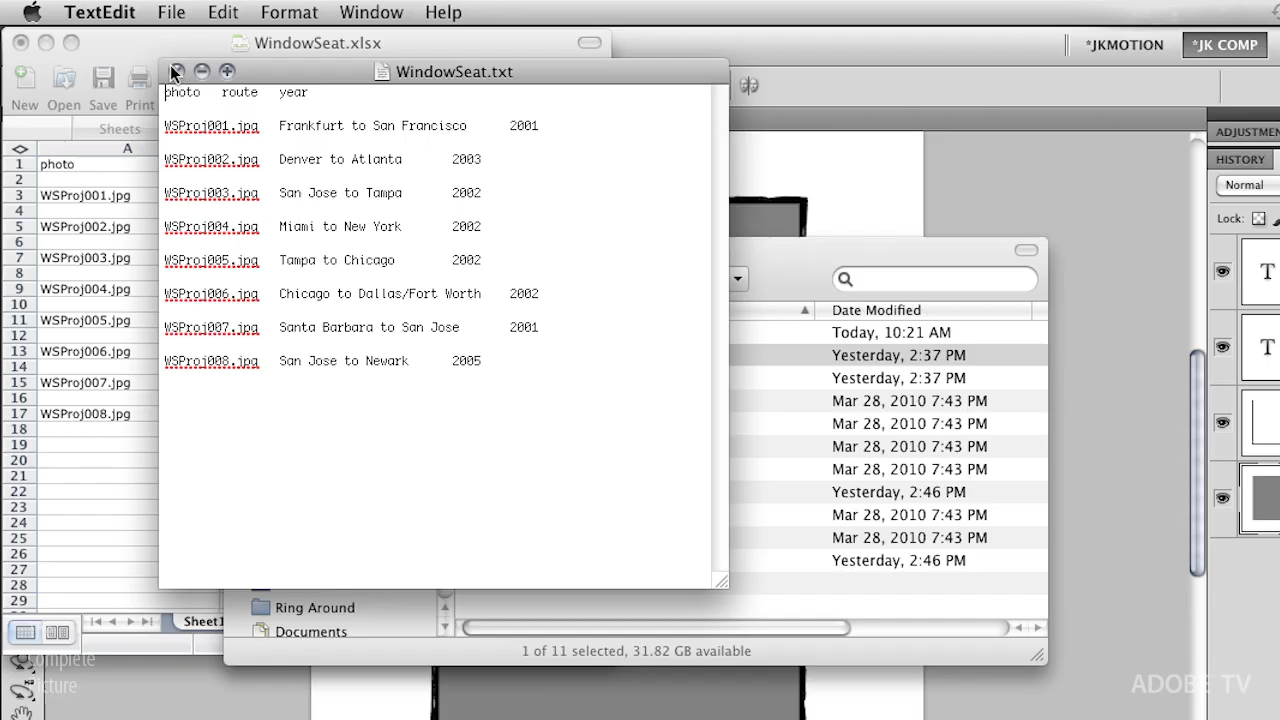 TextEdit File Edit Format Window Help
WindowSeat.xlsx
*JKMOTION *JK COMP
WindowSeat.txt
New Open Save Print
Sheets
A
1 photo
2
3 WSProj001.jpg
4
5 WSProj002.jpg
6
7 WSProj003.jpg
8
9 WSProj004.jpg
10
11 WSProj005.jpg
12
13 WSProj006.jpg
14
15 WSProj007.jpg
16
17 WSProj008.jpg
18
19
20
21
22
23
24
25
26
27
28
29
Sheet1
photo route year
WSProj001.jpg Frankfurt to San Francisco 2001
WSProj002.jpg Denver to Atlanta 2003
WSProj003.jpg San Jose to Tampa 2002
WSProj004.jpg Miami to New York 2002
WSProj005.jpg Tampa to Chicago 2002
WSProj006.jpg Chicago to Dallas/Fort Worth 2002
WSProj007.jpg Santa Barbara to San Jose 2001
WSProj008.jpg San Jose to Newark 2005
Date Modified
Today, 10:21 AM
Yesterday, 2:37 PM
Yesterday, 2:37 PM
Mar 28, 2010 7:43 PM
Mar 28, 2010 7:43 PM
Mar 28, 2010 7:43 PM
Mar 28, 2010 7:43 PM
Yesterday, 2:46 PM
Mar 28, 2010 7:43 PM
Mar 28, 2010 7:43 PM
Yesterday, 2:46 PM
Ring Around
Documents
1 of 11 selected, 31.82 GB available
ADJUSTMEN
HISTORY
Normal
Lock:
T
T
Complete
Picture
ADOBE TV